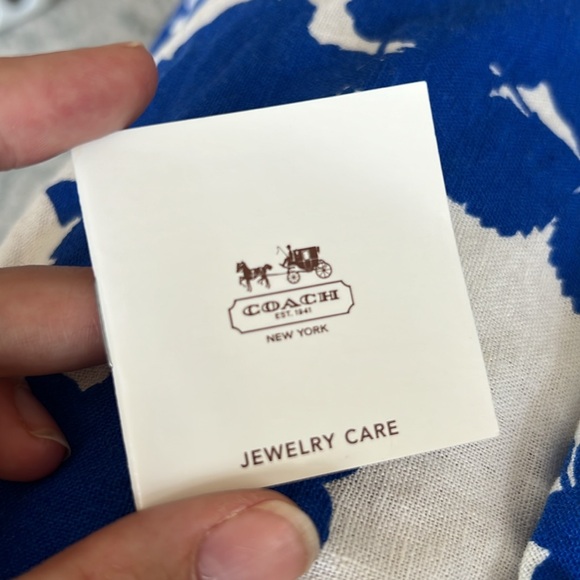 COACH
EST. 1941
NEW YORK
JEWELRY CARE